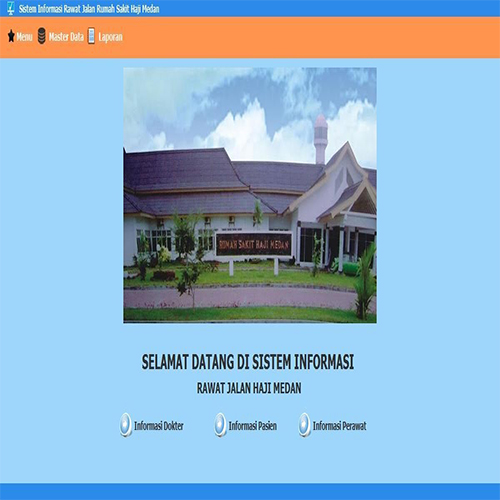 Sistem Informasi Rawat Jalan Rumah Sakit Haji Medan
Menu Master Data Laporan
RUMAH SAKIT HAJI MEDAN
SELAMAT DATANG DI SISTEM INFORMASI
RAWAT JALAN HAJI MEDAN
Informasi Dokter Informasi Pasien Informasi Perawat